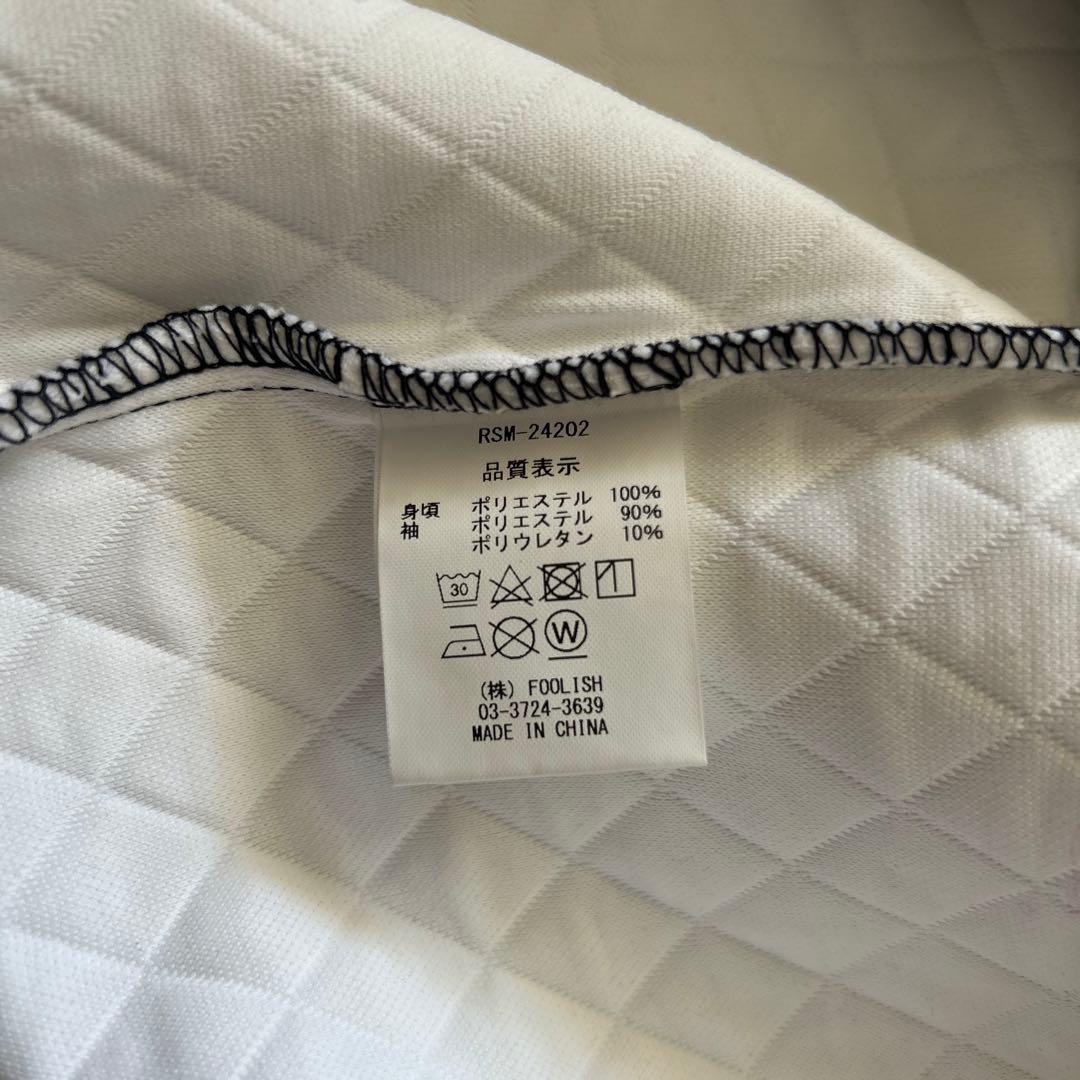 RSM-24202
品質表示
身頃 ポリエステル 100%
袖 ポリエステル 90%
ポリウレタン 10%
30
W
(株) FOOLISH
03-3724-3639
MADE IN CHINA